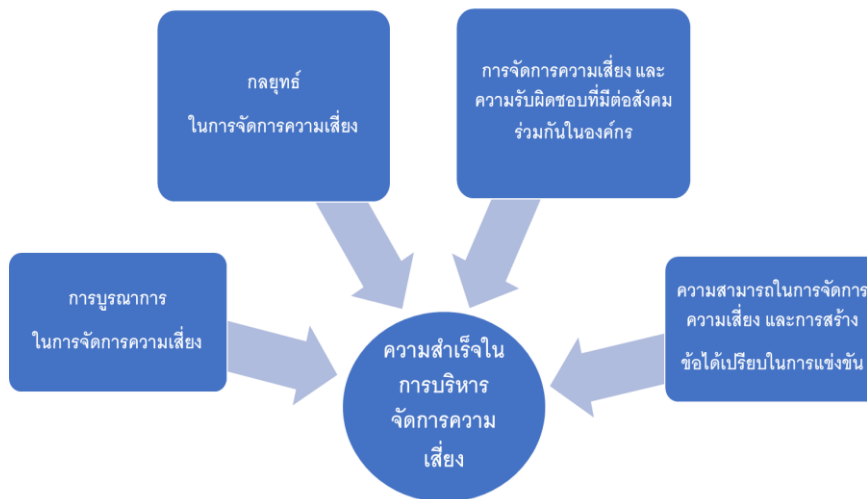 กลยุทธ์
ในการจัดการความเสี่ยง
การจัดการความเสี่ยง และ
ความรับผิดชอบที่มีต่อสังคม
ร่วมกันในองค์กร
การบูรณาการ
ในการจัดการความเสี่ยง
ความสามารถในการจัดการ
ความเสี่ยง และการสร้าง
ข้อได้เปรียบในการแข่งขัน
ความสำเร็จใน
การบริหาร
จัดการความ
เสี่ยง